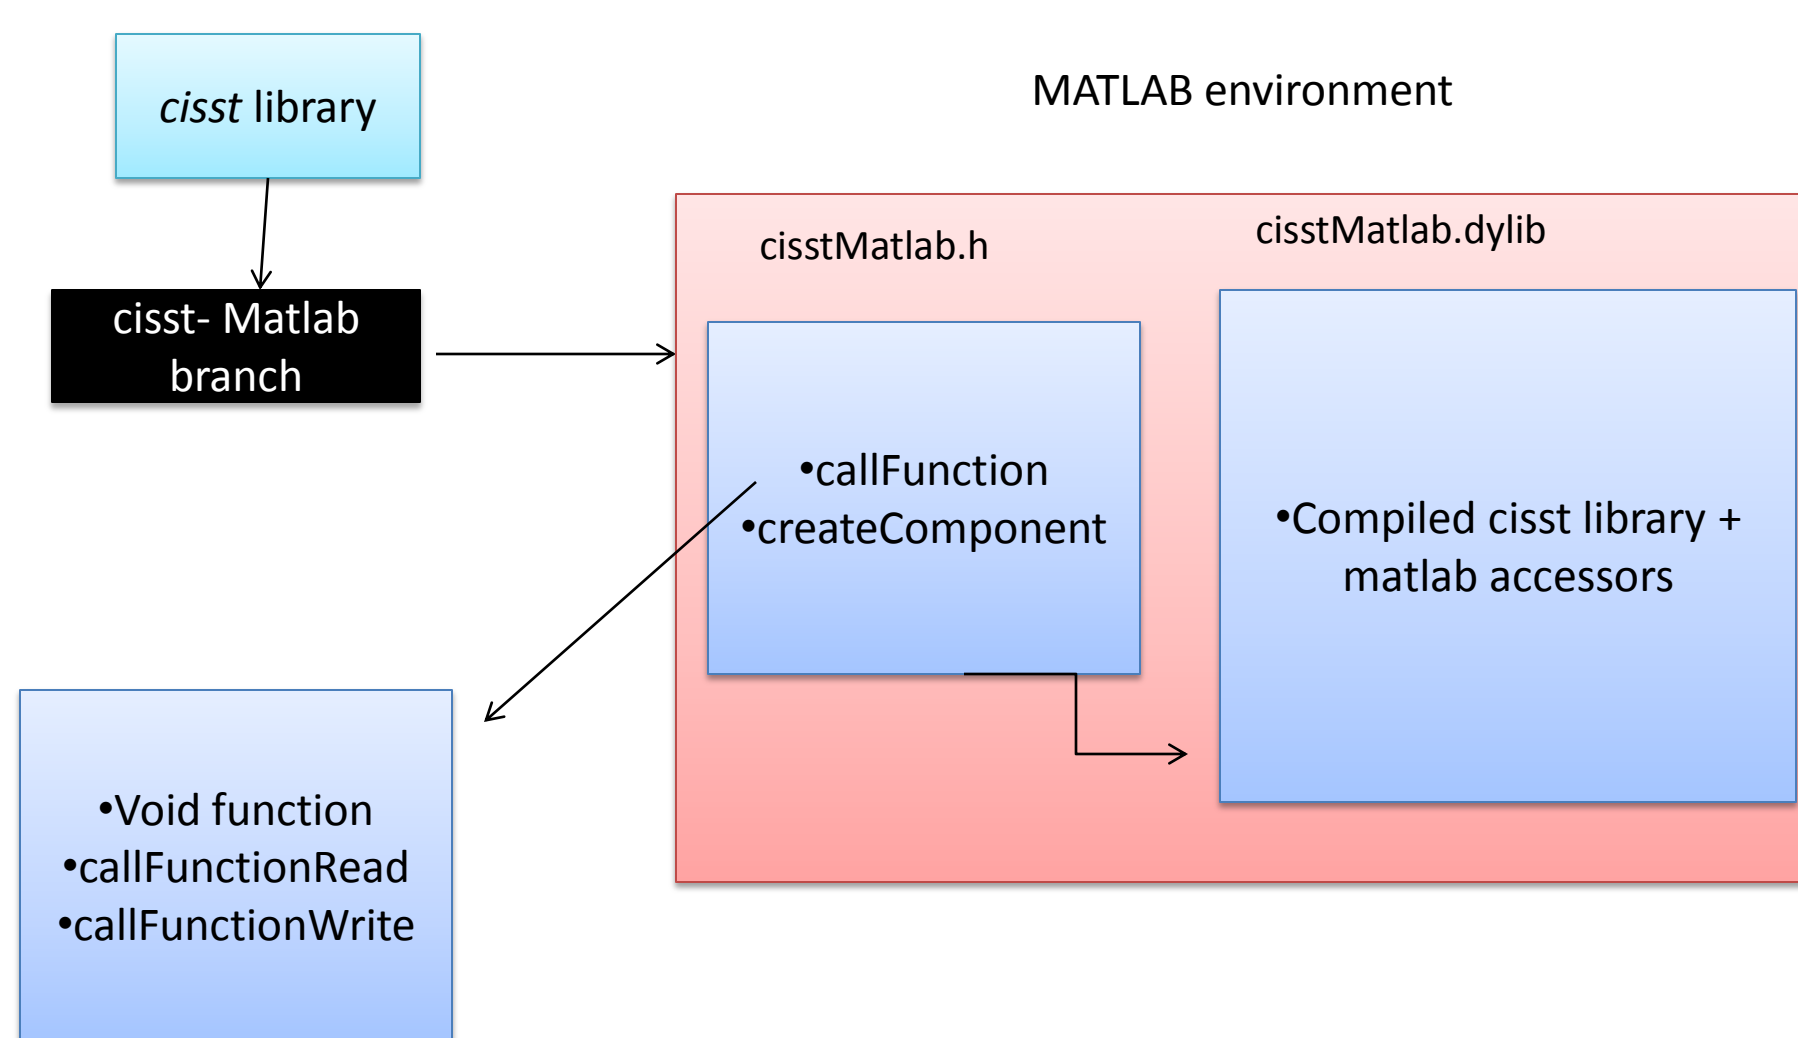 cisst library
MATLAB environment
cisst- Matlab
branch
cisstMatlab.h
cisstMatlab.dylib
•callFunction
•createComponent
•Compiled cisst library +
matlab accessors
•Void function
•callFunctionRead
•callFunctionWrite